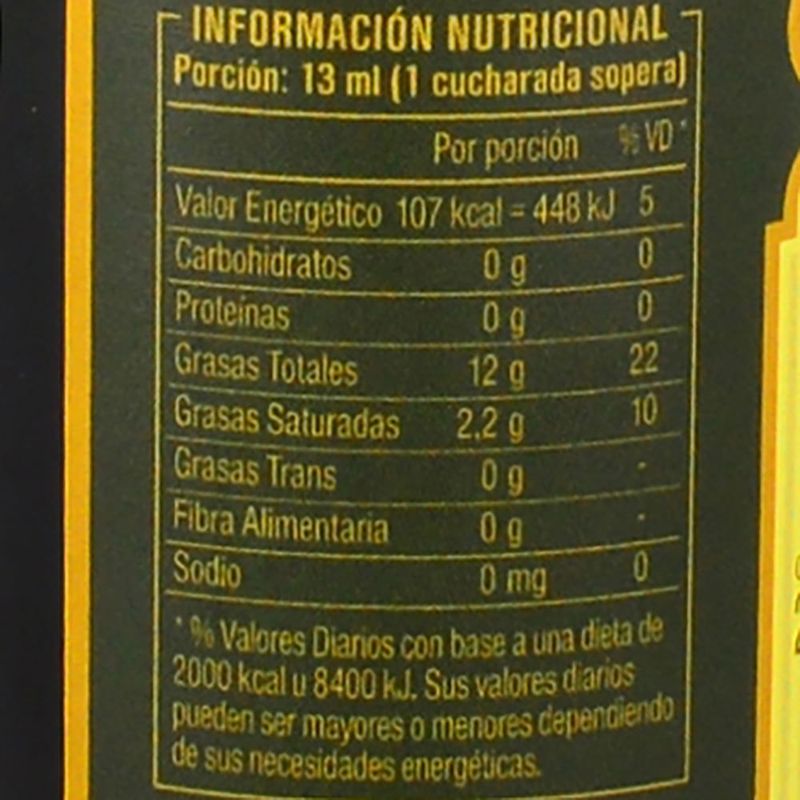 INFORMACIÓN NUTRICIONAL
Porción: 13 ml (1 cucharada sopera)
Por porción % VD *
Valor Energético 107 kcal = 448 kJ 5
Carbohidratos 0 g 0
Proteínas 0 g 0
Grasas Totales 12 g 22
Grasas Saturadas 2.2 g 10
Grasas Trans 0 g -
Fibra Alimentaria 0 g -
Sodio 0 mg 0
* % Valores Diarios con base a una dieta de
2000 kcal u 8400 kJ. Sus valores diarios
pueden ser mayores o menores dependiendo
de sus necesidades energéticas.